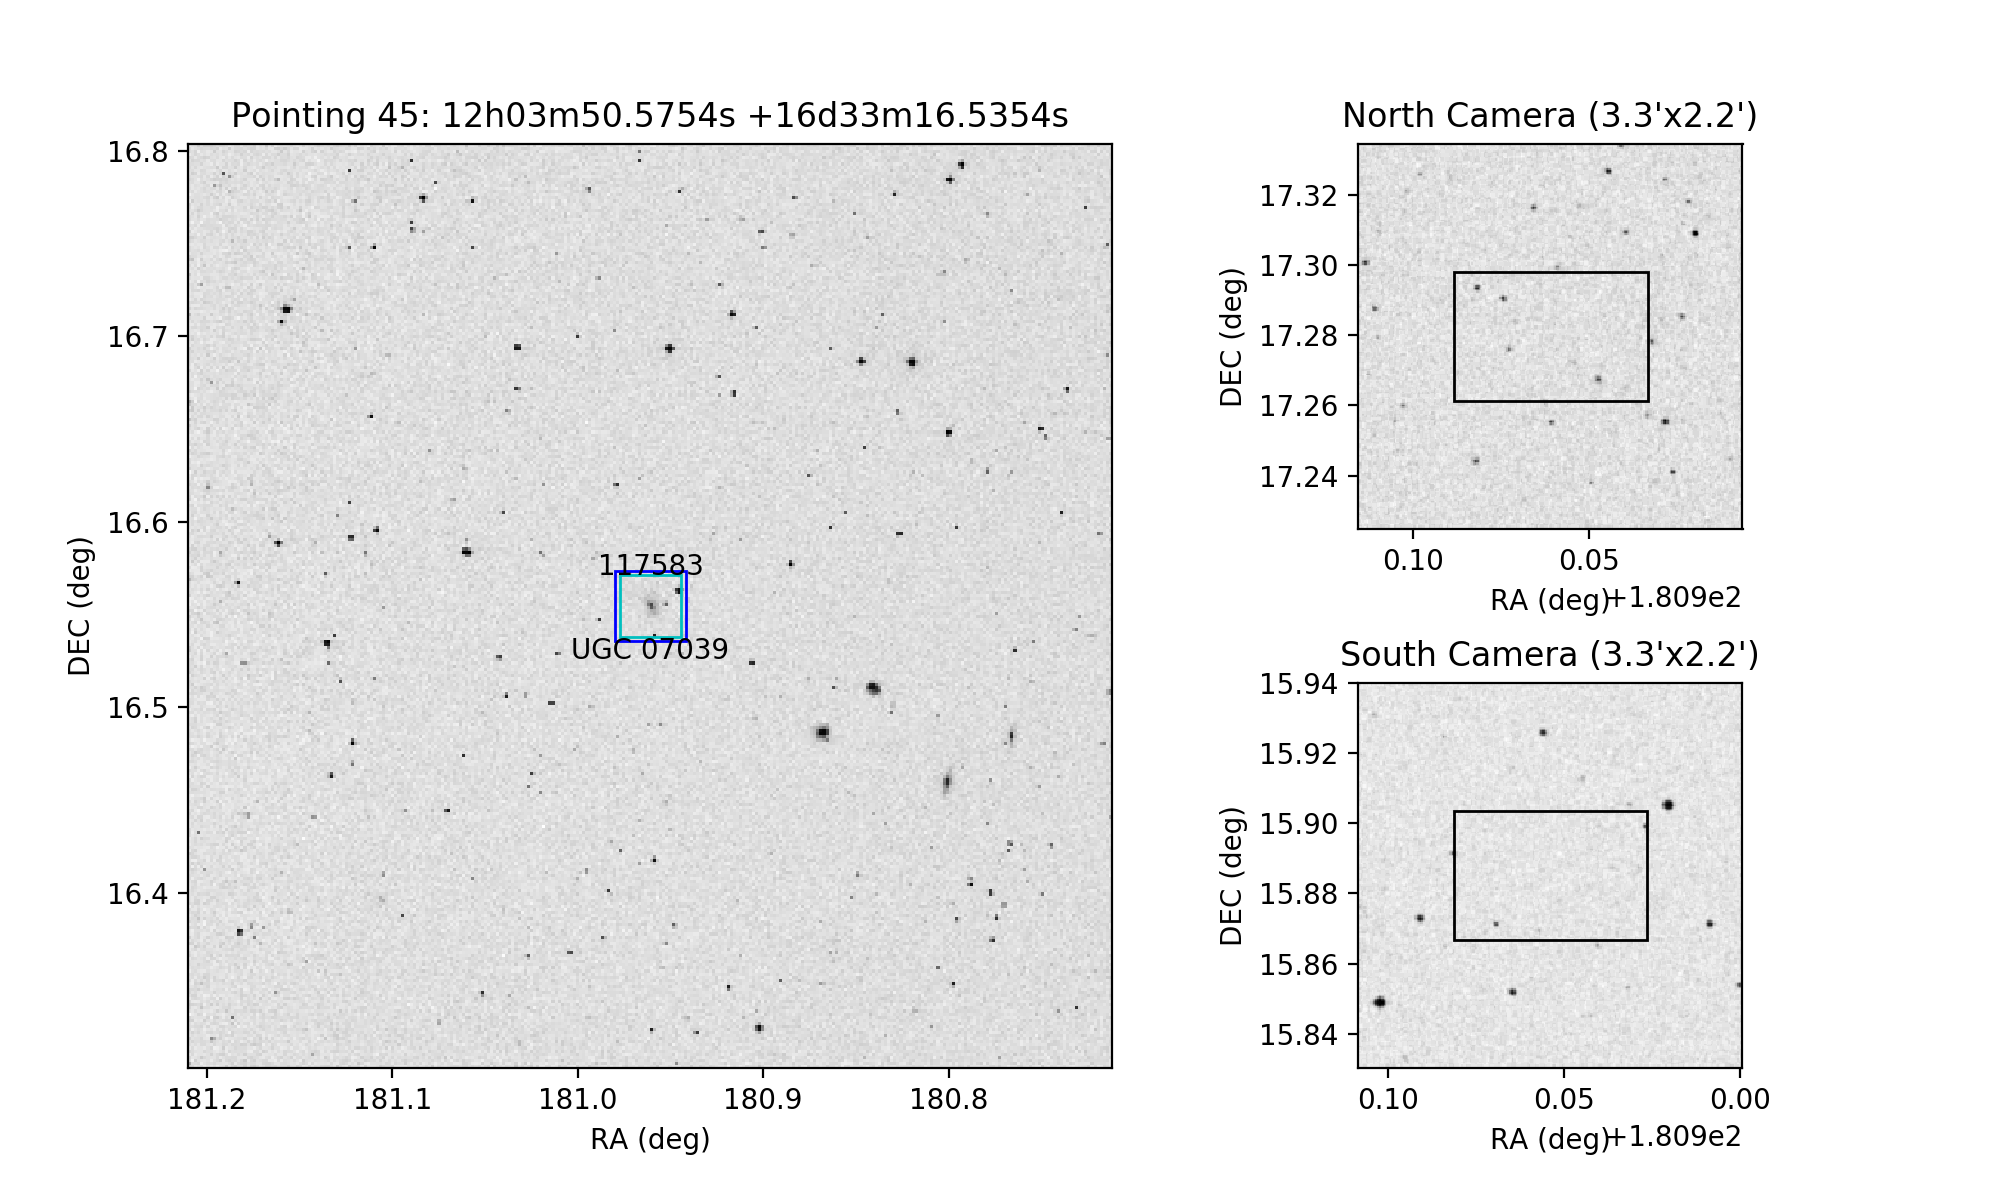 Pointing 45: 12h03m50.5754s +16d33m16.5354s
16.8
16.7
16.6
16.5
16.4
DEC (deg)
117583
UGC 07039
181.2 181.1 181.0 180.9 180.8
RA (deg)
North Camera (3.3'x2.2')
17.32
17.30
17.28
17.26
17.24
DEC (deg)
0.10 0.05
RA (deg)
+1.809e2
South Camera (3.3'x2.2')
15.94
15.92
15.90
15.88
15.86
15.84
DEC (deg)
0.10 0.05 0.00
RA (deg)
+1.809e2